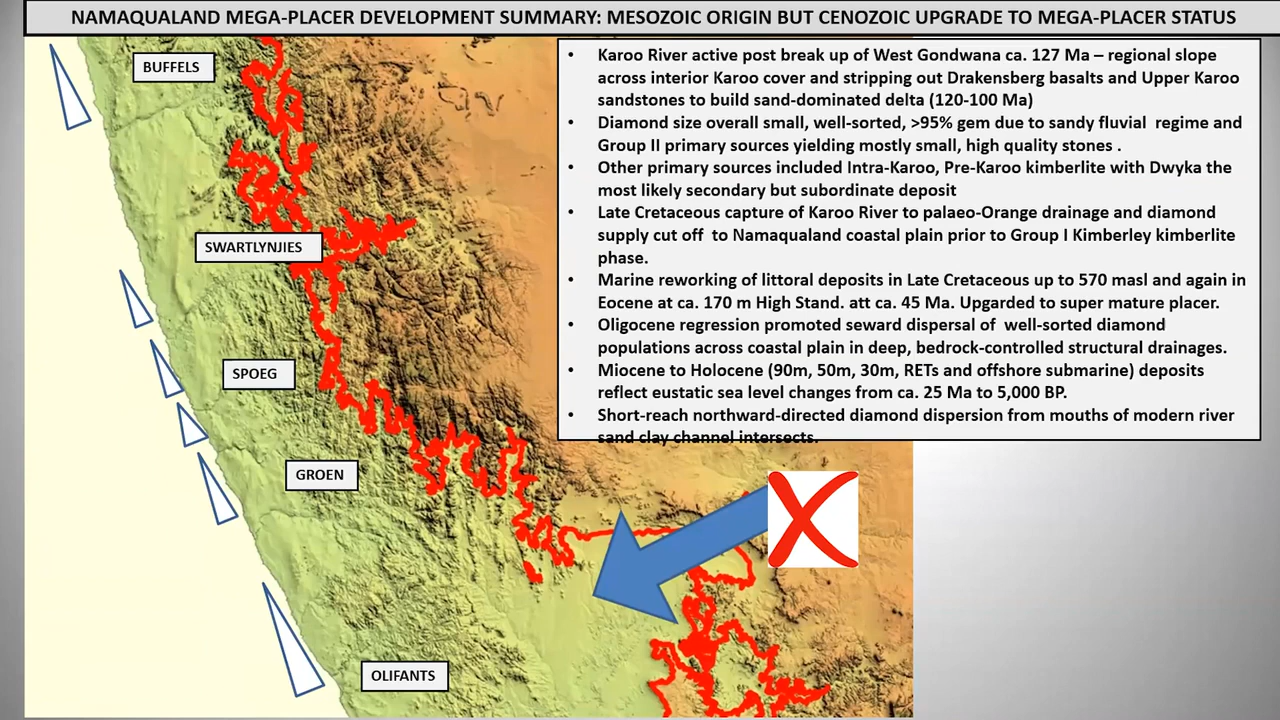 NAMAQUALAND MEGA-PLACER DEVELOPMENT SUMMARY: MESOZOIC ORIGIN BUT CENOZOIC UPGRADE TO MEGA-PLACER STATUS
• Karoo River active post break up of West Gondwana ca. 127 Ma – regional slope
across interior Karoo cover and stripping out Drakensberg basalts and Upper Karoo
sandstones to build sand-dominated delta (120-100 Ma)
• Diamond size overall small, well-sorted, >95% gem due to sandy fluvial regime and
Group II primary sources yielding mostly small, high quality stones .
• Other primary sources included Intra-Karoo, Pre-Karoo kimberlite with Dwyka the
most likely secondary but subordinate deposit
• Late Cretaceous capture of Karoo River to palaeo-Orange drainage and diamond
supply cut off to Namaqualand coastal plain prior to Group I Kimberley kimberlite
phase.
• Marine reworking of littoral deposits in Late Cretaceous up to 570 masl and again in
Eocene at ca. 170 m High Stand. att ca. 45 Ma. Upgarded to super mature placer.
• Oligocene regression promoted seward dispersal of well-sorted diamond
populations across coastal plain in deep, bedrock-controlled structural drainages.
• Miocene to Holocene (90m, 50m, 30m, RETs and offshore submarine) deposits
reflect eustatic sea level changes from ca. 25 Ma to 5,000 BP.
• Short-reach northward-directed diamond dispersion from mouths of modern river
sand clay channel intersects.
BUFFELS
SWARTLYNJIES
SPOEG
GROEN
OLIFANTS